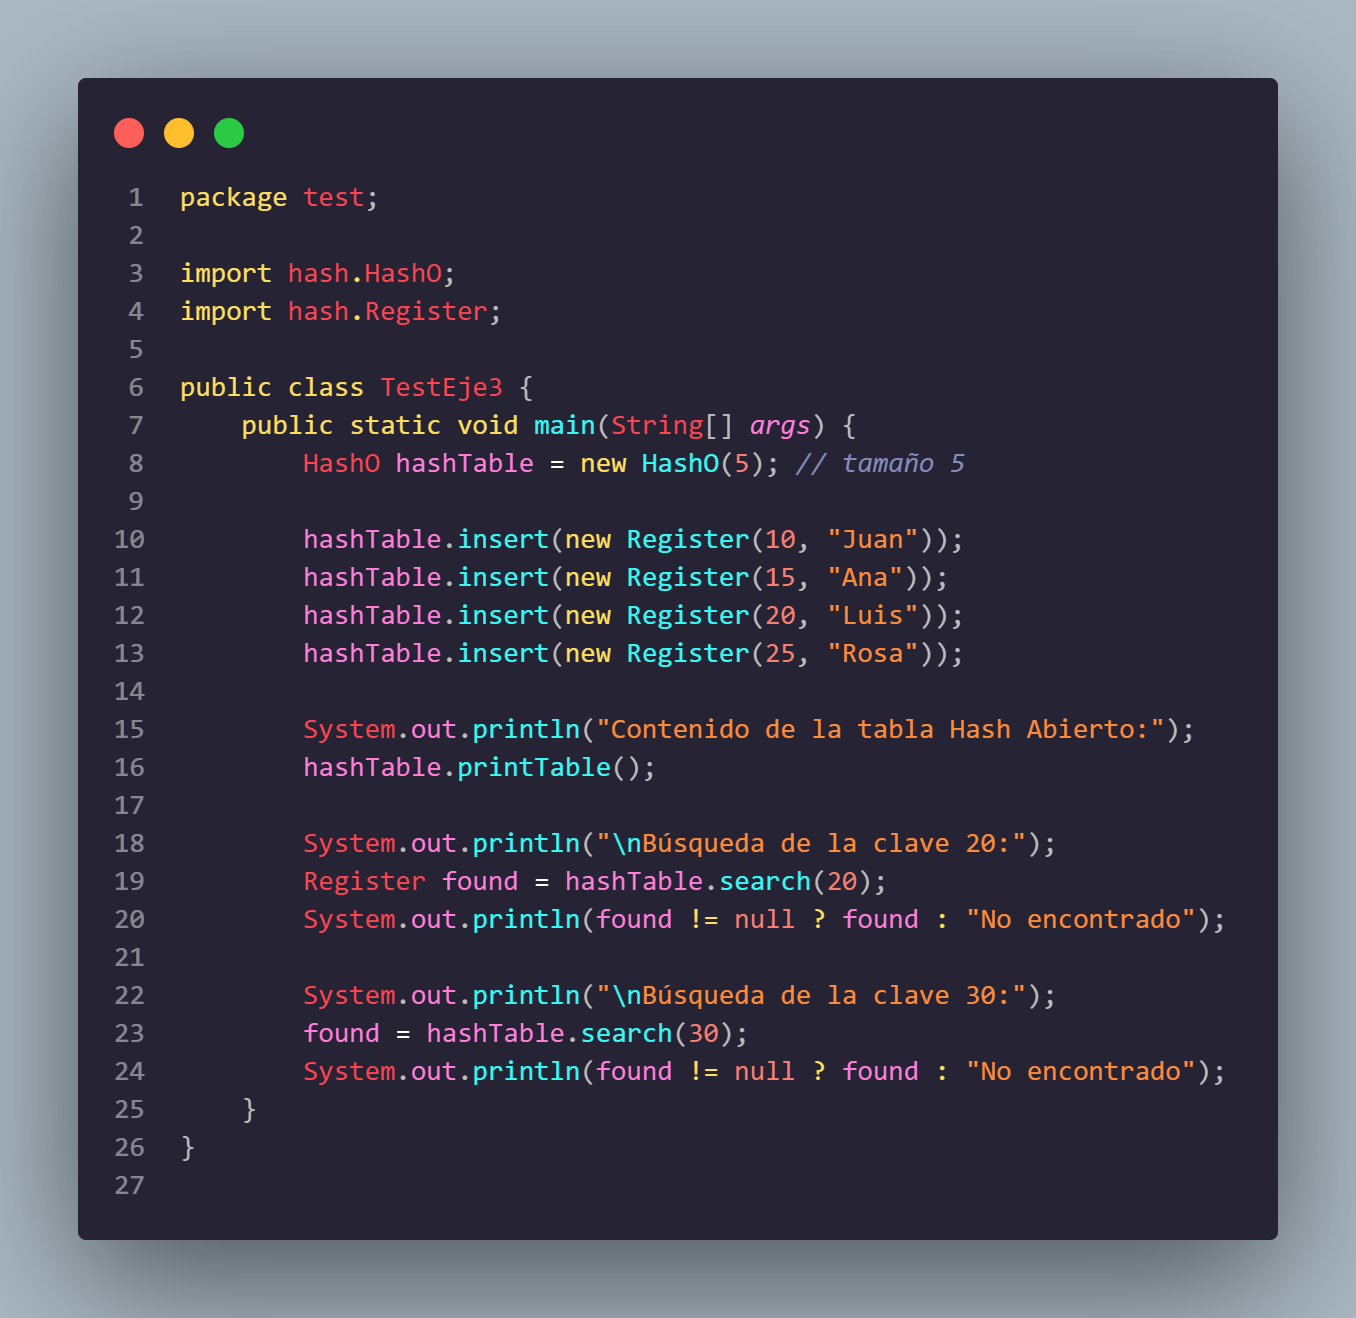 1 package test;
2
3 import hash.HashO;
4 import hash.Register;
5
6 public class TestEje3 {
7     public static void main(String[] args) {
8         HashO hashTable = new HashO(5); // tamaño 5
9
10         hashTable.insert(new Register(10, "Juan"));
11         hashTable.insert(new Register(15, "Ana"));
12         hashTable.insert(new Register(20, "Luis"));
13         hashTable.insert(new Register(25, "Rosa"));
14
15         System.out.println("Contenido de la tabla Hash Abierto:");
16         hashTable.printTable();
17
18         System.out.println("\nBúsqueda de la clave 20:");
19         Register found = hashTable.search(20);
20         System.out.println(found != null ? found : "No encontrado");
21
22         System.out.println("\nBúsqueda de la clave 30:");
23         found = hashTable.search(30);
24         System.out.println(found != null ? found : "No encontrado");
25     }
26 }
27